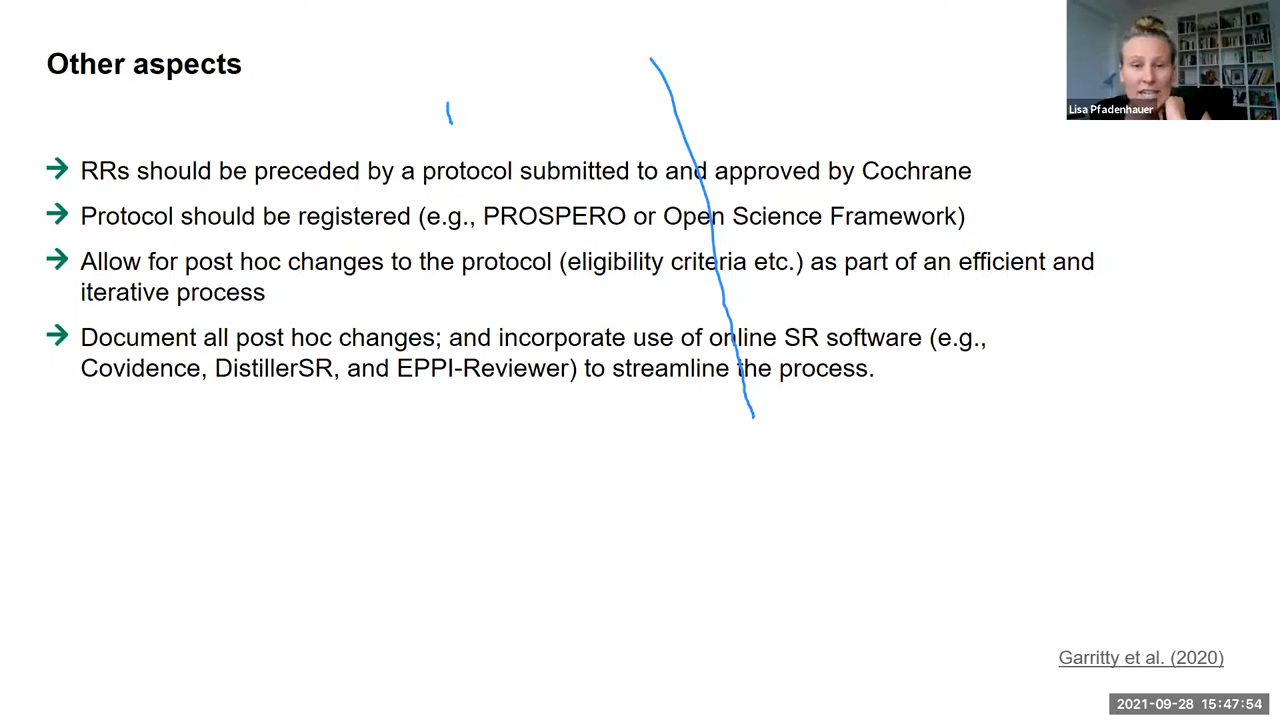 Other aspects
Lisa Pfadenhauer
→ RRs should be preceded by a protocol submitted to and approved by Cochrane
→ Protocol should be registered (e.g., PROSPERO or Open Science Framework)
→ Allow for post hoc changes to the protocol (eligibility criteria etc.) as part of an efficient and
iterative process
→ Document all post hoc changes; and incorporate use of online SR software (e.g.,
Covidence, DistillerSR, and EPPI-Reviewer) to streamline the process.
Garritty et al. (2020)
2021-09-28 15:47:54